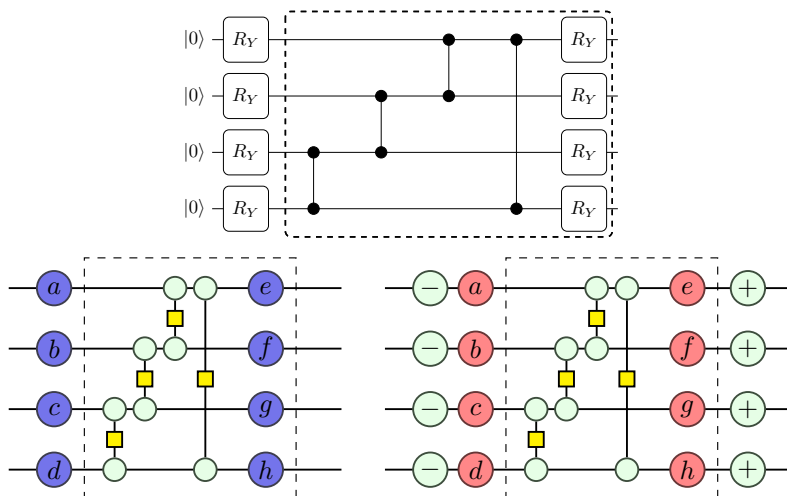 |0⟩ R_Y R_Y
|0⟩ R_Y R_Y
|0⟩ R_Y R_Y
|0⟩ R_Y R_Y
a e − a e +
b f − b f +
c g − c g +
d h − d h +